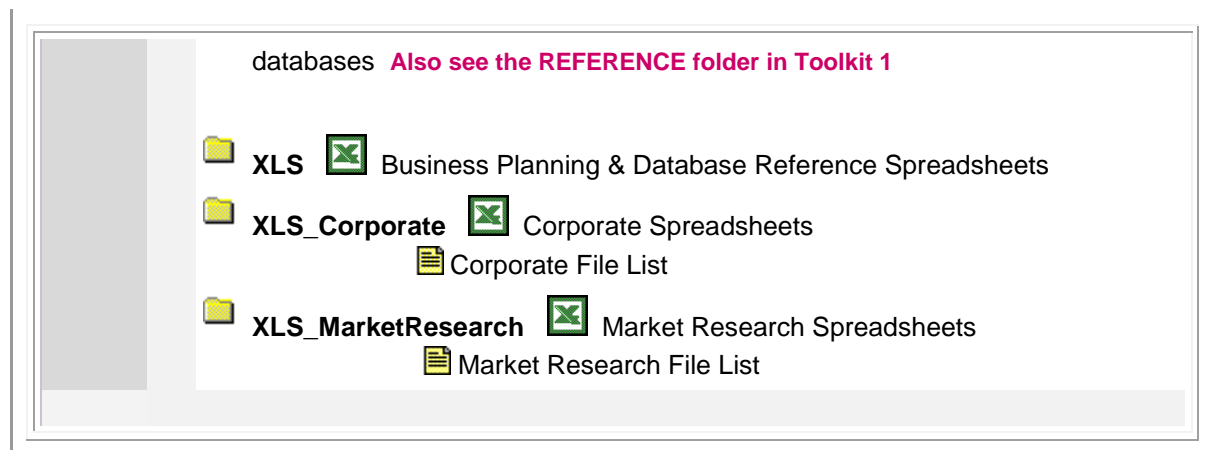 databases Also see the REFERENCE folder in Toolkit 1
XLS Business Planning & Database Reference Spreadsheets
XLS_Corporate Corporate Spreadsheets
Corporate File List
XLS_MarketResearch Market Research Spreadsheets
Market Research File List